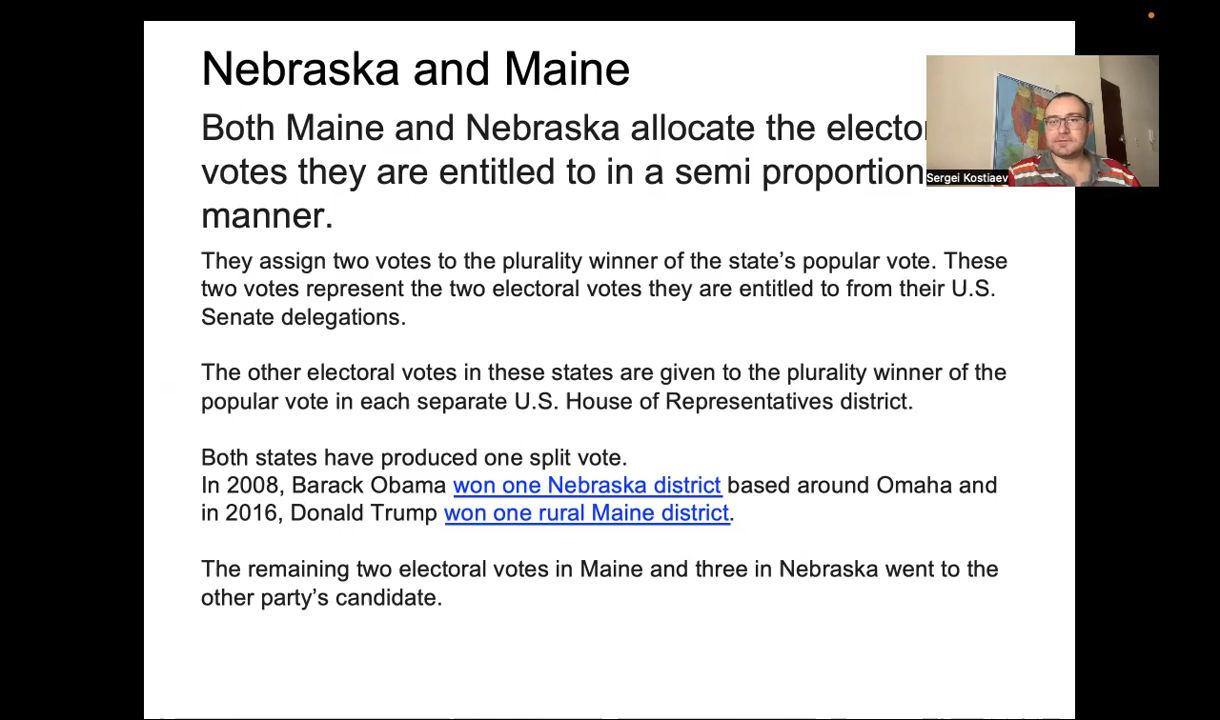 Nebraska and Maine
Both Maine and Nebraska allocate the
votes they are entitled to in a semi
manner.
Sergei Kostiaev
They assign two votes to the plurality winner of the state's popular vote. These
two votes represent the two electoral votes they are entitled to from their U.S.
Senate delegations.
The other electoral votes in these states are given to the plurality winner of the
popular vote in each separate U.S. House of Representatives district.
Both states have produced one split vote.
In 2008, Barack Obama won one Nebraska district based around Omaha and
in 2016, Donald Trump won one rural Maine district.
The remaining two electoral votes in Maine and three in Nebraska went to the
other party's candidate.